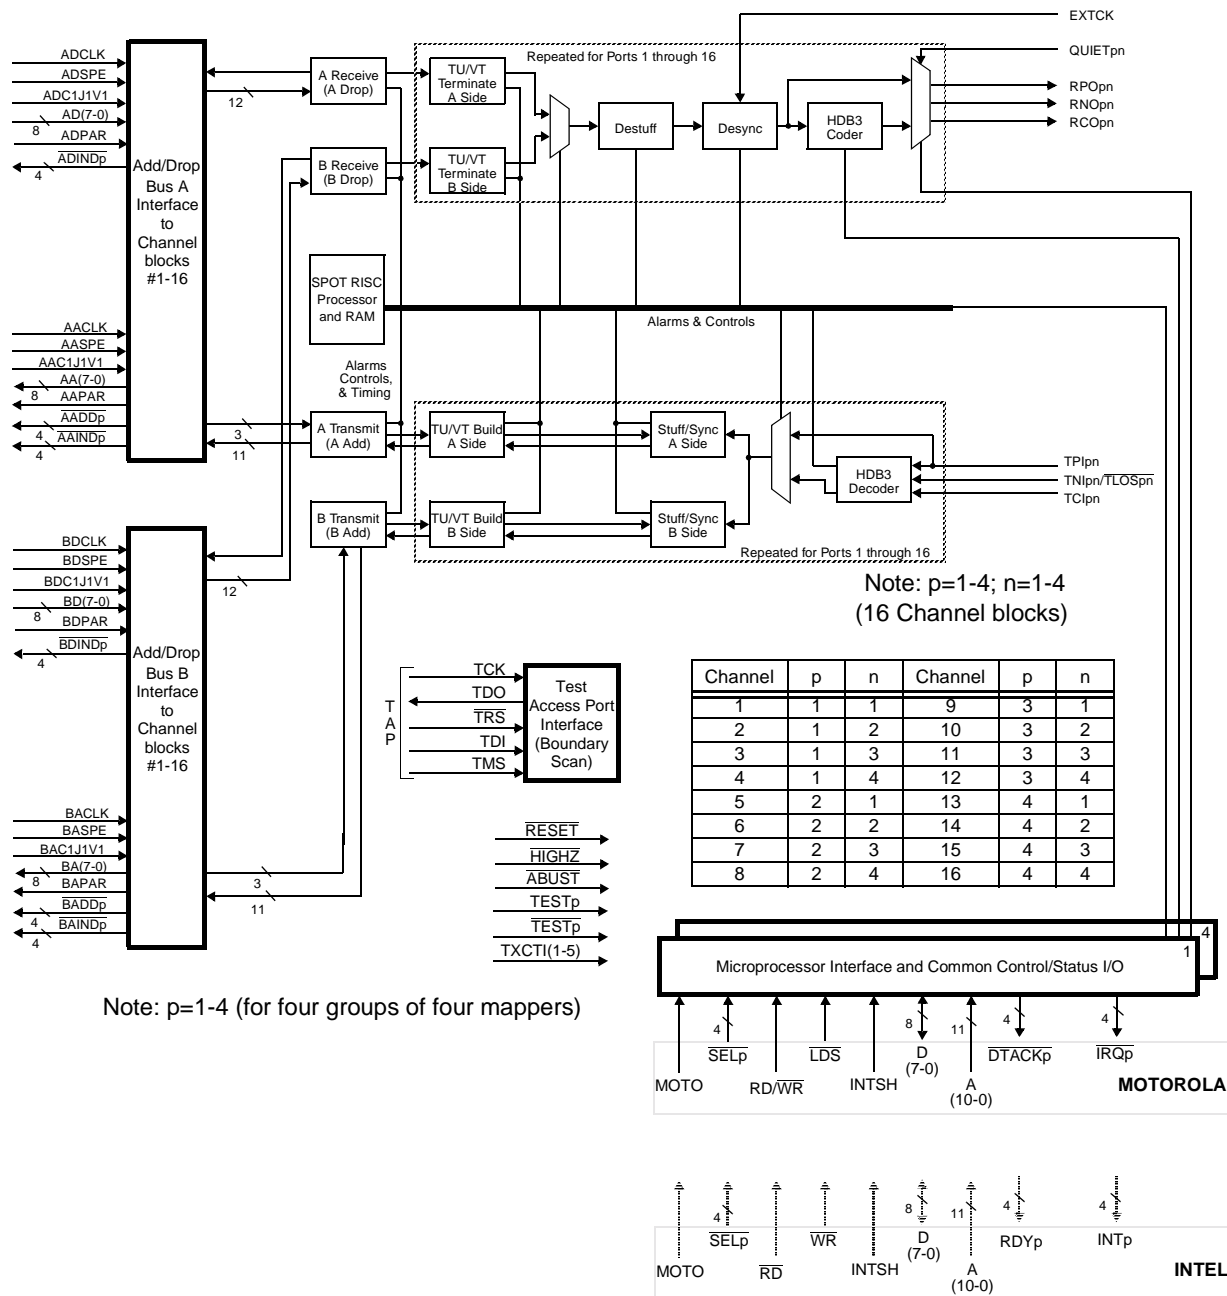 EXTCK
QUIETpn
RPOpn
RNOpn
RCOpn
ADCLK
ADSPE
ADC1J1V1
AD(7-0)
8
ADPAR
ADINDp
4
Add/Drop
Bus A
Interface
to
Channel
blocks
#1-16
AACLK
AASPE
AAC1J1V1
AA(7-0)
8
AAPAR
AADDp
4
AAINDp
4
12
A Receive
(A Drop)
B Receive
(B Drop)
Repeated for Ports 1 through 16
TU/VT
Terminate
A Side
TU/VT
Terminate
B Side
Destuff
Desync
HDB3
Coder
SPOT RISC
Processor
and RAM
Alarms & Controls
Alarms
Controls,
& Timing
3
11
A Transmit
(A Add)
TU/VT Build
A Side
Stuff/Sync
A Side
HDB3
Decoder
TPIpn
TNIpn/TLOSpn
TCIpn
B Transmit
(B Add)
TU/VT Build
B Side
Stuff/Sync
B Side
Repeated for Ports 1 through 16
BDCLK
BDSPE
BDC1J1V1
BD(7-0)
8
BDPAR
BDINDp
4
Add/Drop
Bus B
Interface
to
Channel
blocks
#1-16
12
BACLK
BASPE
BAC1J1V1
BA(7-0)
8
BAPAR
BADDp
4
BAINDp
4
3
11
Note: p=1-4; n=1-4
(16 Channel blocks)
TAP
TCK
TDO
TRS
TDI
TMS
Test
Access Port
Interface
(Boundary
Scan)
Channel p n Channel p n
1 1 1 9 3 1
2 1 2 10 3 2
3 1 3 11 3 3
4 1 4 12 3 4
5 2 1 13 4 1
6 2 2 14 4 2
7 2 3 15 4 3
8 2 4 16 4 4
RESET
HIGHZ
ABUST
TESTp
TESTp
TXCTI(1-5)
4
1
Microprocessor Interface and Common Control/Status I/O
Note: p=1-4 (for four groups of four mappers)
4 8 11 4 4
SELp LDS D (7-0) DTACKp IRQp
MOTO RD/WR INTSH A (10-0) MOTOROLA
4 8 11 4 4
SELp WR D (7-0) RDYp INTp
MOTO RD INTSH A (10-0) INTEL